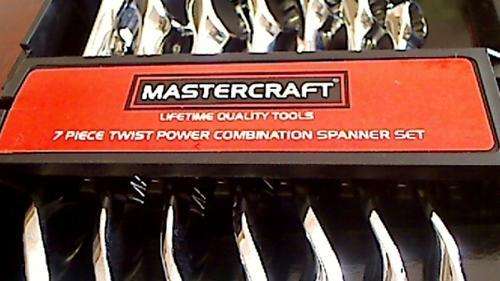 MASTERCRAFT®
LIFETIME QUALITY TOOLS
7 PIECE TWIST POWER COMBINATION SPANNER SET